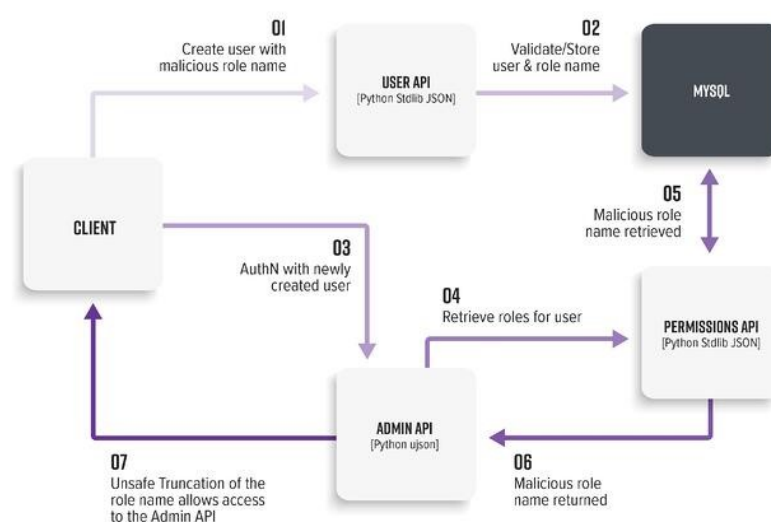 01
Create user with
malicious role name
02
Validate/Store
user & role name
USER API
[Python Stdlib JSON]
MYSQL
CLIENT
03
AuthN with newly
created user
04
Retrieve roles for user
05
Malicious role
name retrieved
PERMISSIONS API
[Python Stdlib JSON]
ADMIN API
[Python ujson]
06
Malicious role
name returned
07
Unsafe Truncation of the
role name allows access
to the Admin API